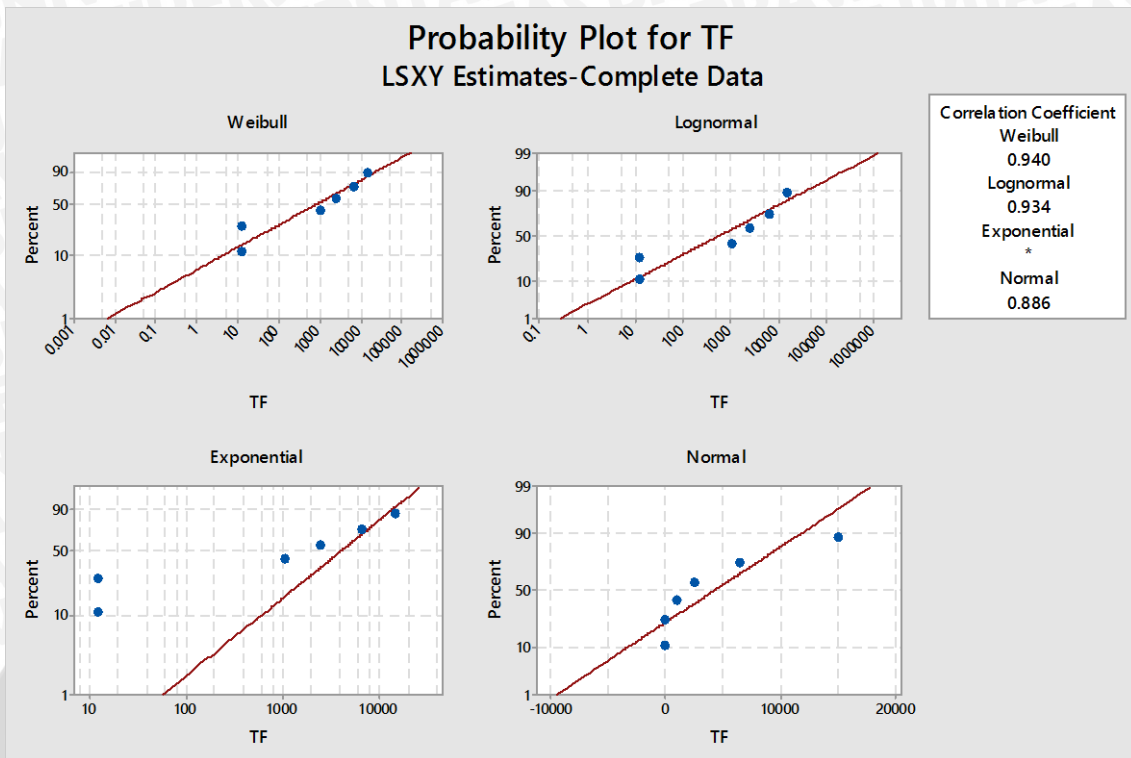 Probability Plot for TF
LSXY Estimates-Complete Data
Weibull
Percent
90
50
10
1
0.001
0.01
0.1
1
10
100
1000
10000
100000
1000000
TF
Lognormal
Percent
99
90
50
10
1
0.1
1
10
100
1000
10000
100000
1000000
TF
Correlation Coefficient
Weibull
0.940
Lognormal
0.934
Exponential
*
Normal
0.886
Exponential
Percent
90
50
10
1
10
100
1000
10000
TF
Normal
Percent
99
90
50
10
1
-10000
0
10000
20000
TF